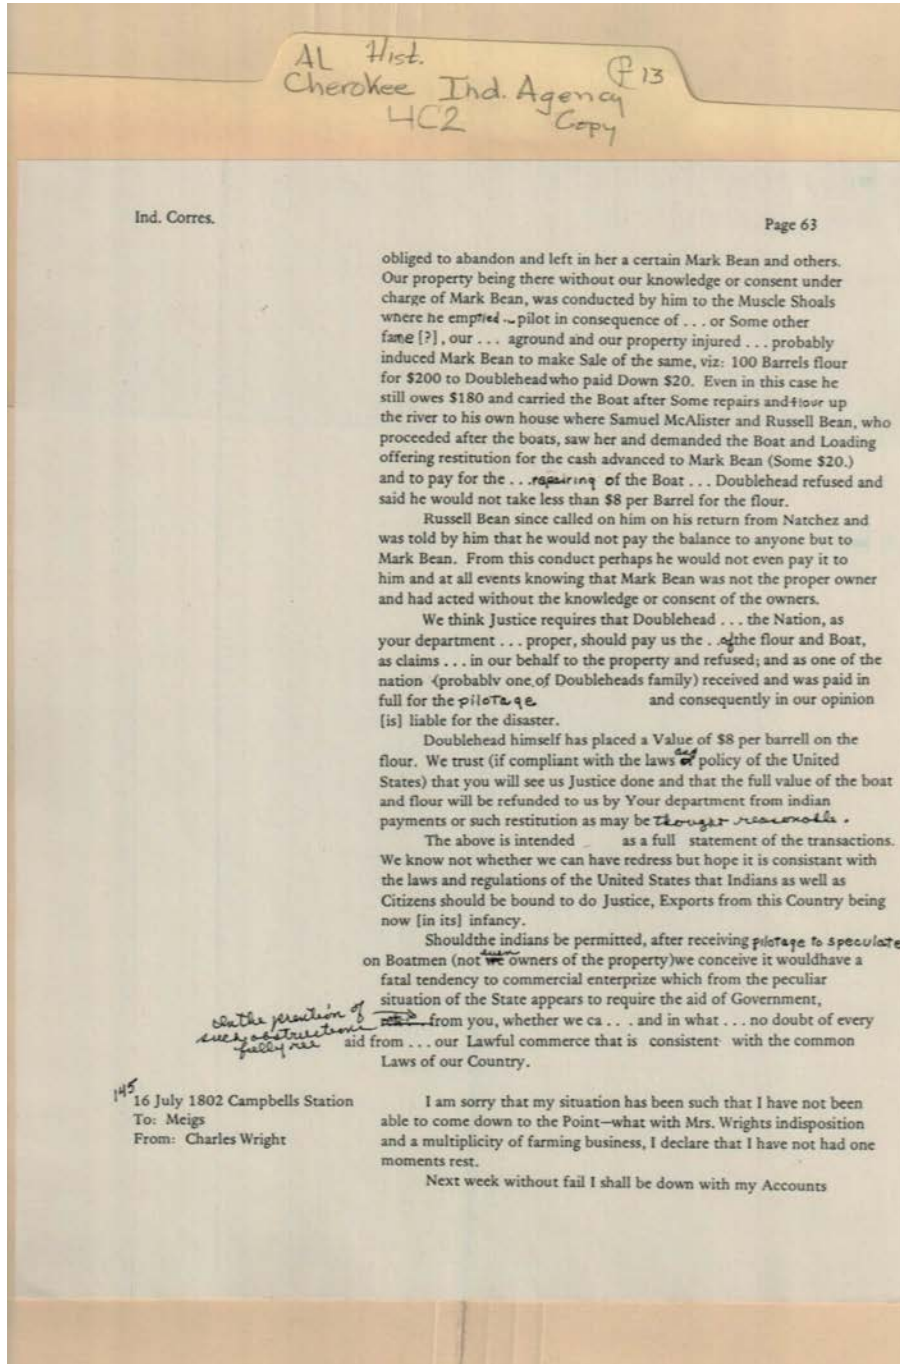 AL Hist.
Cherokee Ind. Agency
F13
4C2 Copy
Ind. Corres.
Page 63
obliged to abandon and left in her a certain Mark Bean and others.
Our property being there without our knowledge or consent under
charge of Mark Bean, was conducted by him to the Muscle Shoals
where he emptied ... pilot in consequence of . . . or Some other
fame [?], our . . . aground and our property injured . . . probably
induced Mark Bean to make Sale of the same, viz: 100 Barrels flour
for $200 to Doublehead who paid Down $20. Even in this case he
still owes $180 and carried the Boat after Some repairs and flour up
the river to his own house where Samuel McAlister and Russell Bean, who
proceeded after the boats, saw her and demanded the Boat and Loading
offering restitution for the cash advanced to Mark Bean (Some $20.)
and to pay for the . . . repairing of the Boat . . . Doublehead refused and
said he would not take less than $8 per Barrel for the flour.
Russell Bean since called on him on his return from Natchez and
was told by him that he would not pay the balance to anyone but to
Mark Bean. From this conduct perhaps he would not even pay it to
him and at all events knowing that Mark Bean was not the proper owner
and had acted without the knowledge or consent of the owners.
We think Justice requires that Doublehead . . . the Nation, as
your department . . . proper, should pay us the . . of the flour and Boat,
as claims . . . in our behalf to the property and refused; and as one of the
nation (probably one of Doubleheads family) received and was paid in
full for the pilotage and consequently in our opinion
[is] liable for the disaster.
Doublehead himself has placed a Value of $8 per barrell on the
flour. We trust (if compliant with the laws and policy of the United
States) that you will see us Justice done and that the full value of the boat
and flour will be refunded to us by Your department from indian
payments or such restitution as may be thought reasonable.
The above is intended as a full statement of the transactions.
We know not whether we can have redress but hope it is consistant with
the laws and regulations of the United States that Indians as well as
Citizens should be bound to do Justice, Exports from this Country being
now [in its] infancy.
Shouldthe indians be permitted, after receiving pilotage to speculate
on Boatmen (not even owners of the property)we conceive it wouldhave a
fatal tendency to commercial enterprize which from the peculiar
situation of the State appears to require the aid of Government,
on the
such obstructions
fully
from you, whether we ca . . . and in what . . . no doubt of every
aid from . . . our Lawful commerce that is consistent with the common
Laws of our Country.
145
16 July 1802 Campbells Station
To: Meigs
From: Charles Wright
I am sorry that my situation has been such that I have not been
able to come down to the Point—what with Mrs. Wrights indisposition
and a multiplicity of farming business, I declare that I have not had one
moments rest.
Next week without fail I shall be down with my Accounts